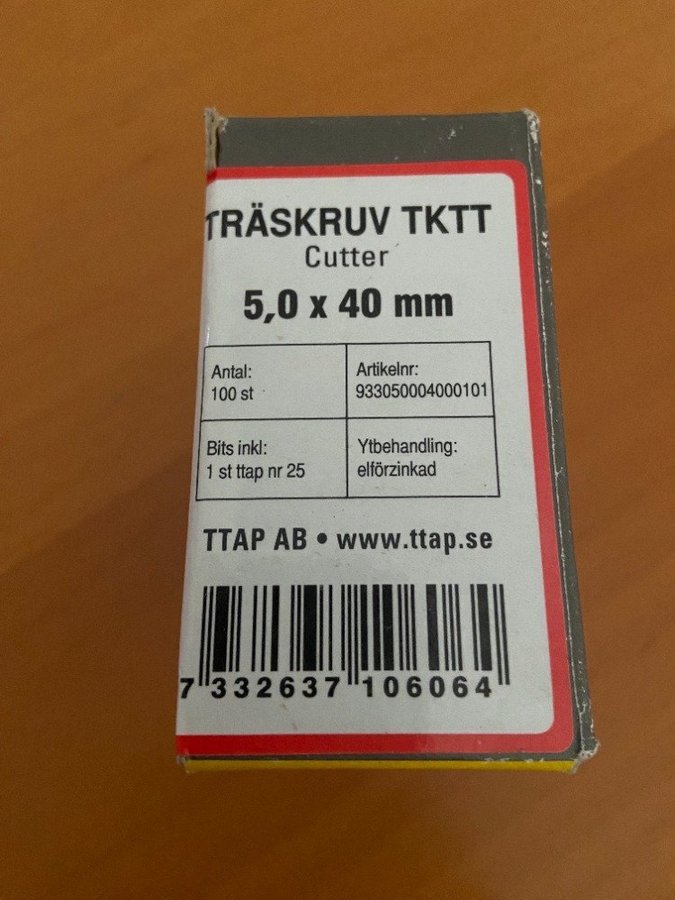 TRÄSKRUV TKTT
Cutter
5,0 x 40 mm
Antal:
100 st
Artikelnr:
933050004000101
Bits inkl:
1 st ttap nr 25
Ytbehandling:
elförzinkad
TTAP AB • www.ttap.se
7 332637 106064